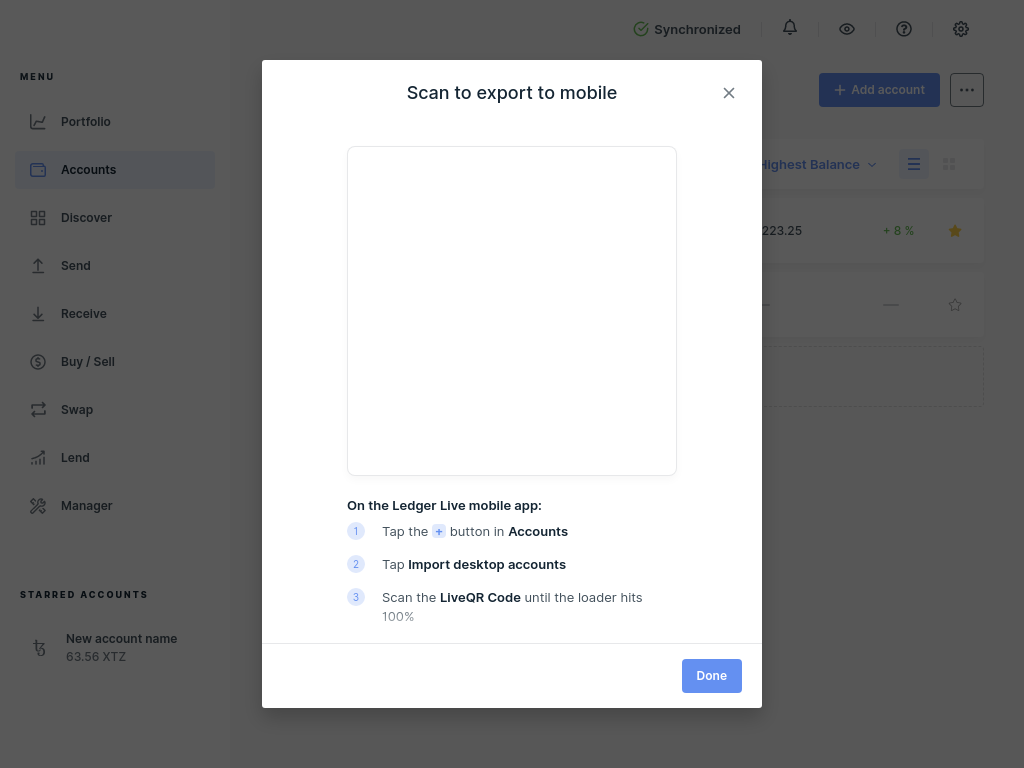 Synchronized
MENU
Portfolio
Accounts
Discover
Send
Receive
Buy / Sell
Swap
Lend
Manager
STARRED ACCOUNTS
New account name
63.56 XTZ
Add account
Highest Balance
223.25
+ 8 %
Scan to export to mobile
On the Ledger Live mobile app:
1 Tap the + button in Accounts
2 Tap Import desktop accounts
3 Scan the LiveQR Code until the loader hits
100%
Done